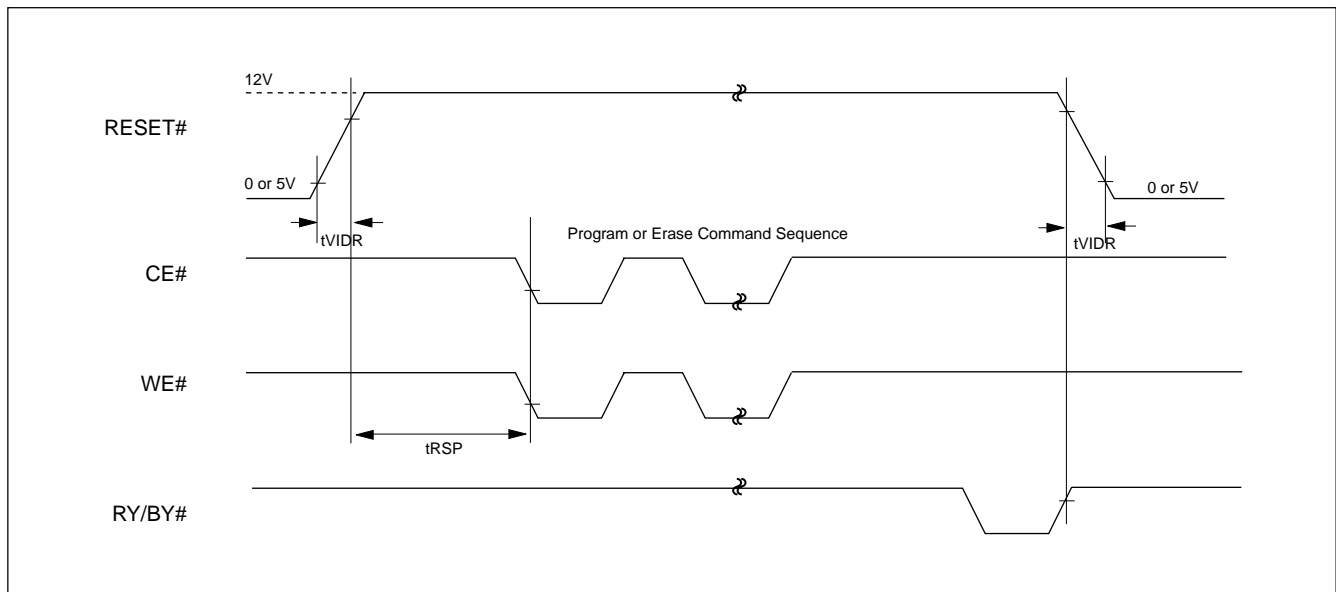 12V
RESET#
0 or 5V
0 or 5V
tVIDR
Program or Erase Command Sequence
tVIDR
CE#
WE#
tRSP
RY/BY#